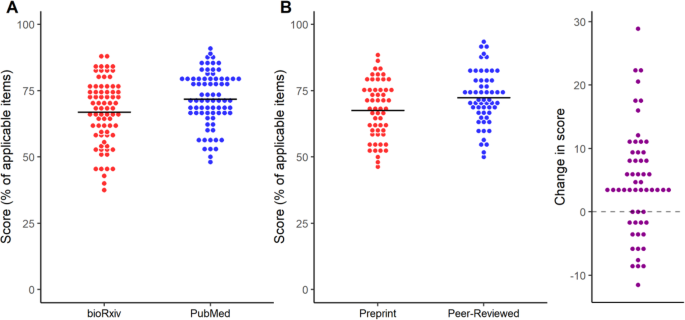 A
Score (% of applicable items)
100
75
50
25
0
bioRxiv PubMed
B
Score (% of applicable items)
100
75
50
25
0
Preprint Peer-Reviewed
Change in score
30
20
10
0
-10